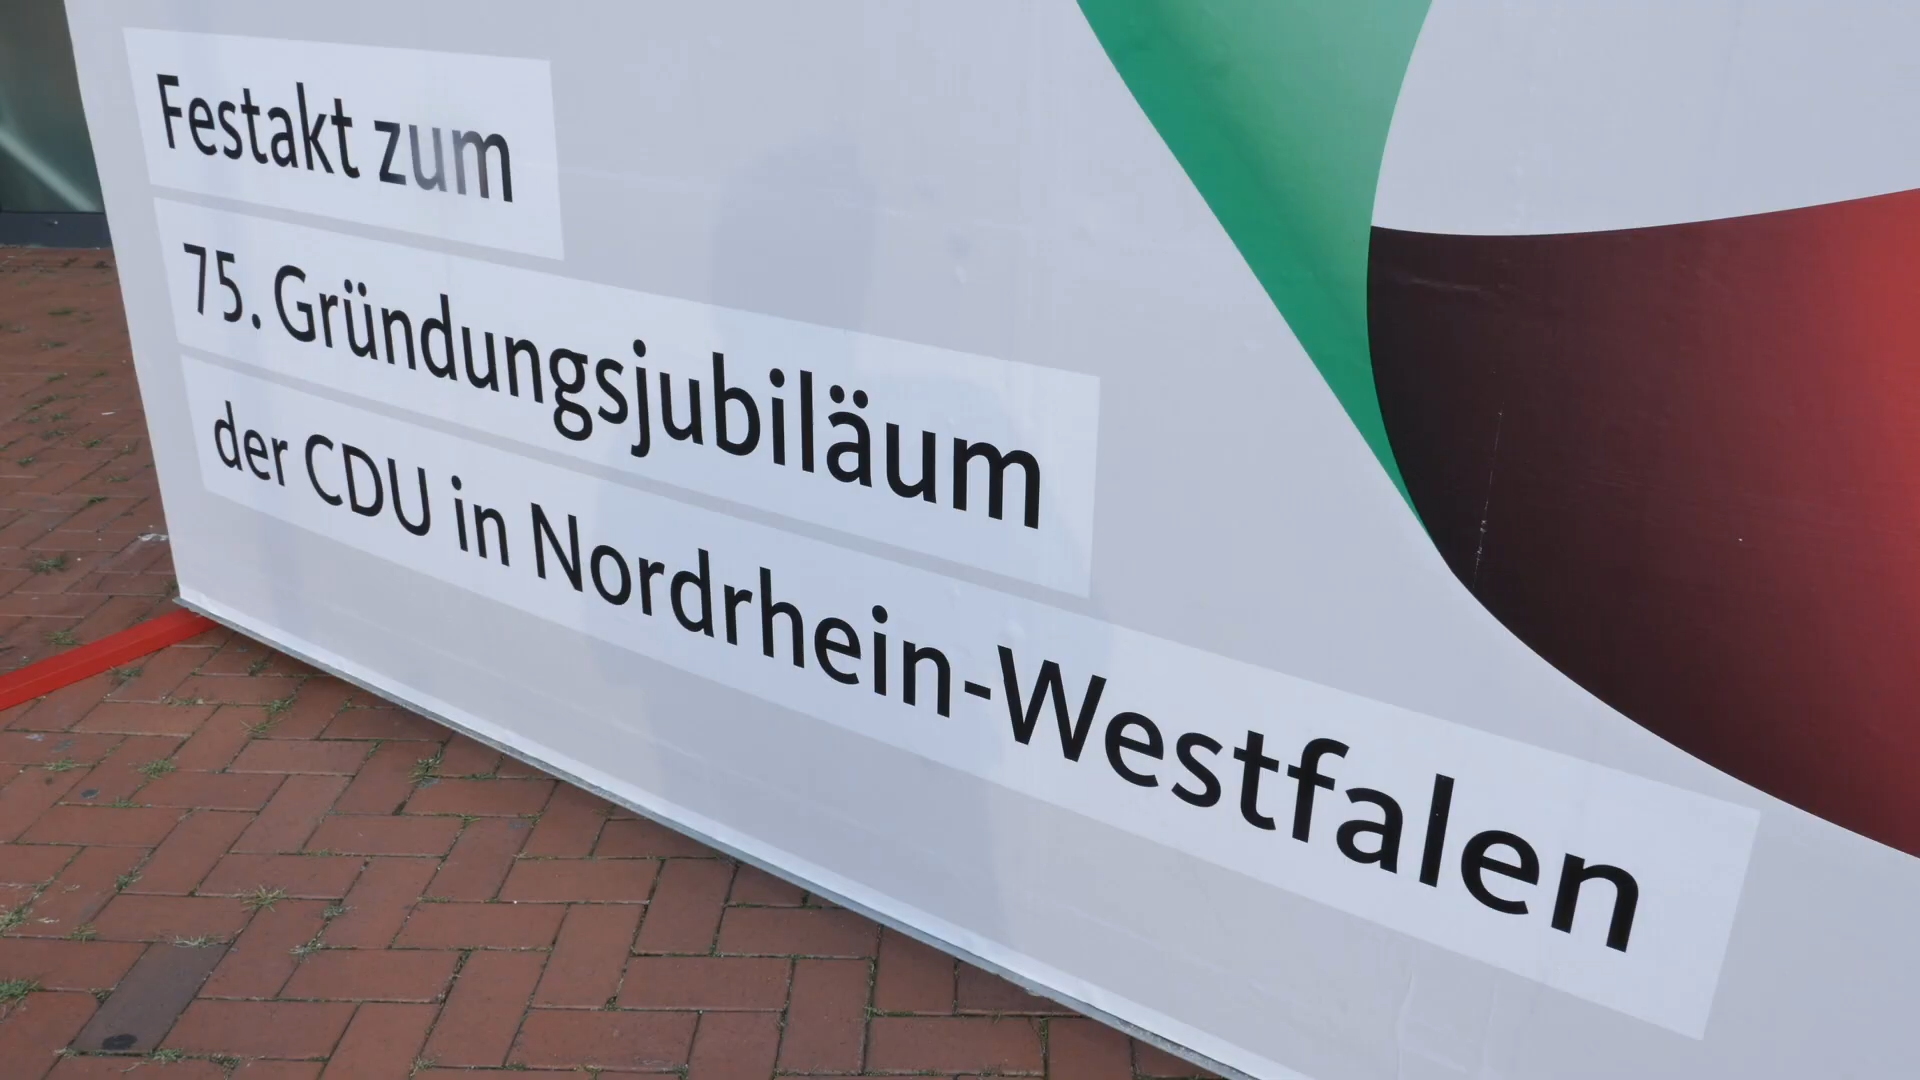 Festakt zum
75. Gründungsjubiläum
der CDU in Nordrhein-Westfalen